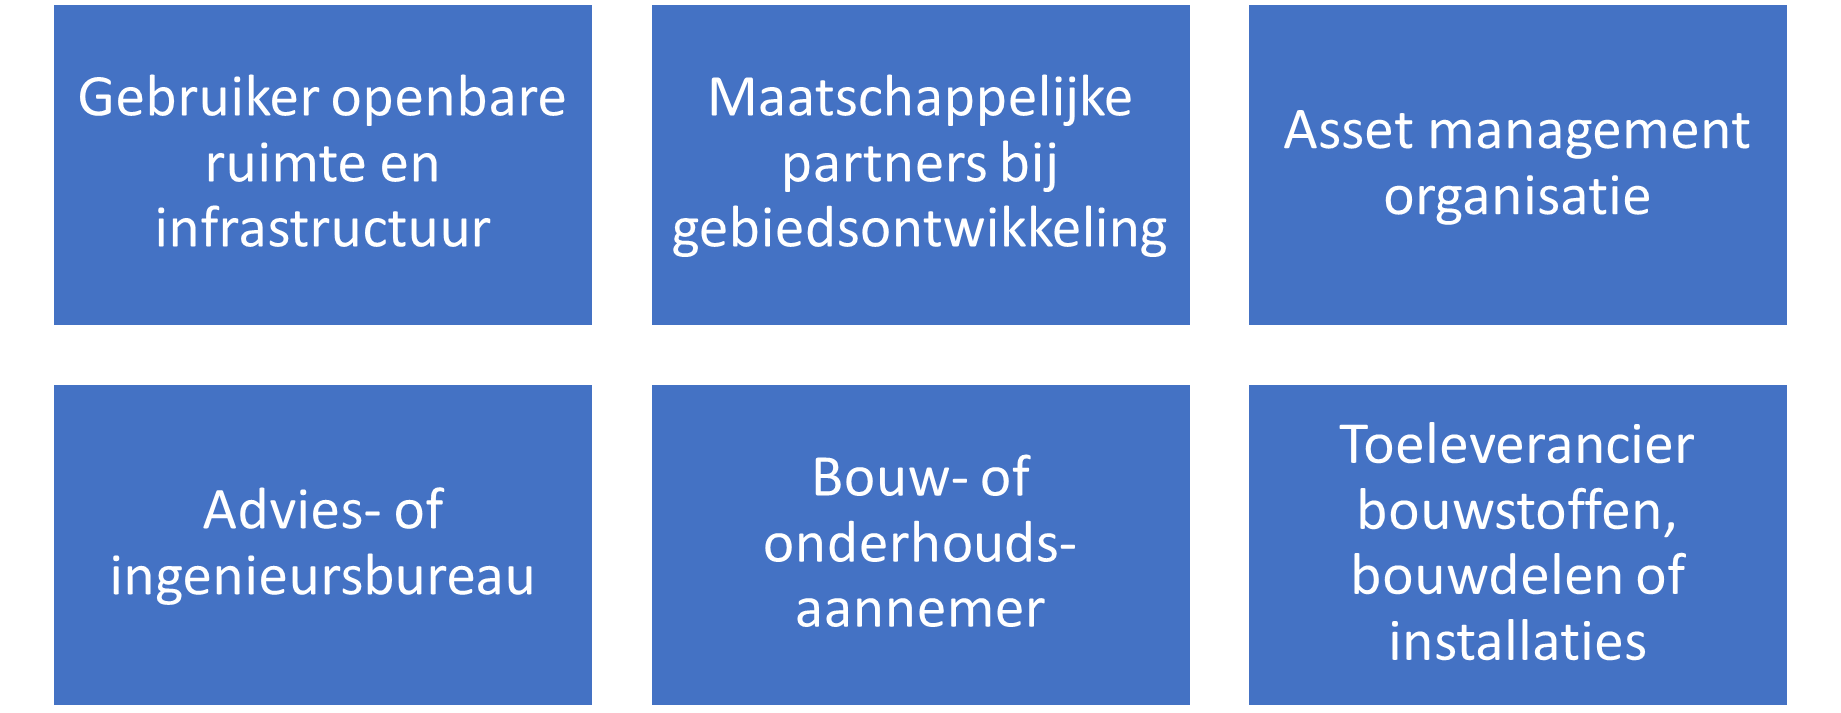 Gebruiker openbare
ruimte en
infrastructuur
Maatschappelijke
partners bij
gebiedsontwikkeling
Asset management
organisatie
Advies- of
ingenieursbureau
Bouw- of
onderhouds-
aannemer
Toeleverancier
bouwstoffen,
bouwdelen of
installaties